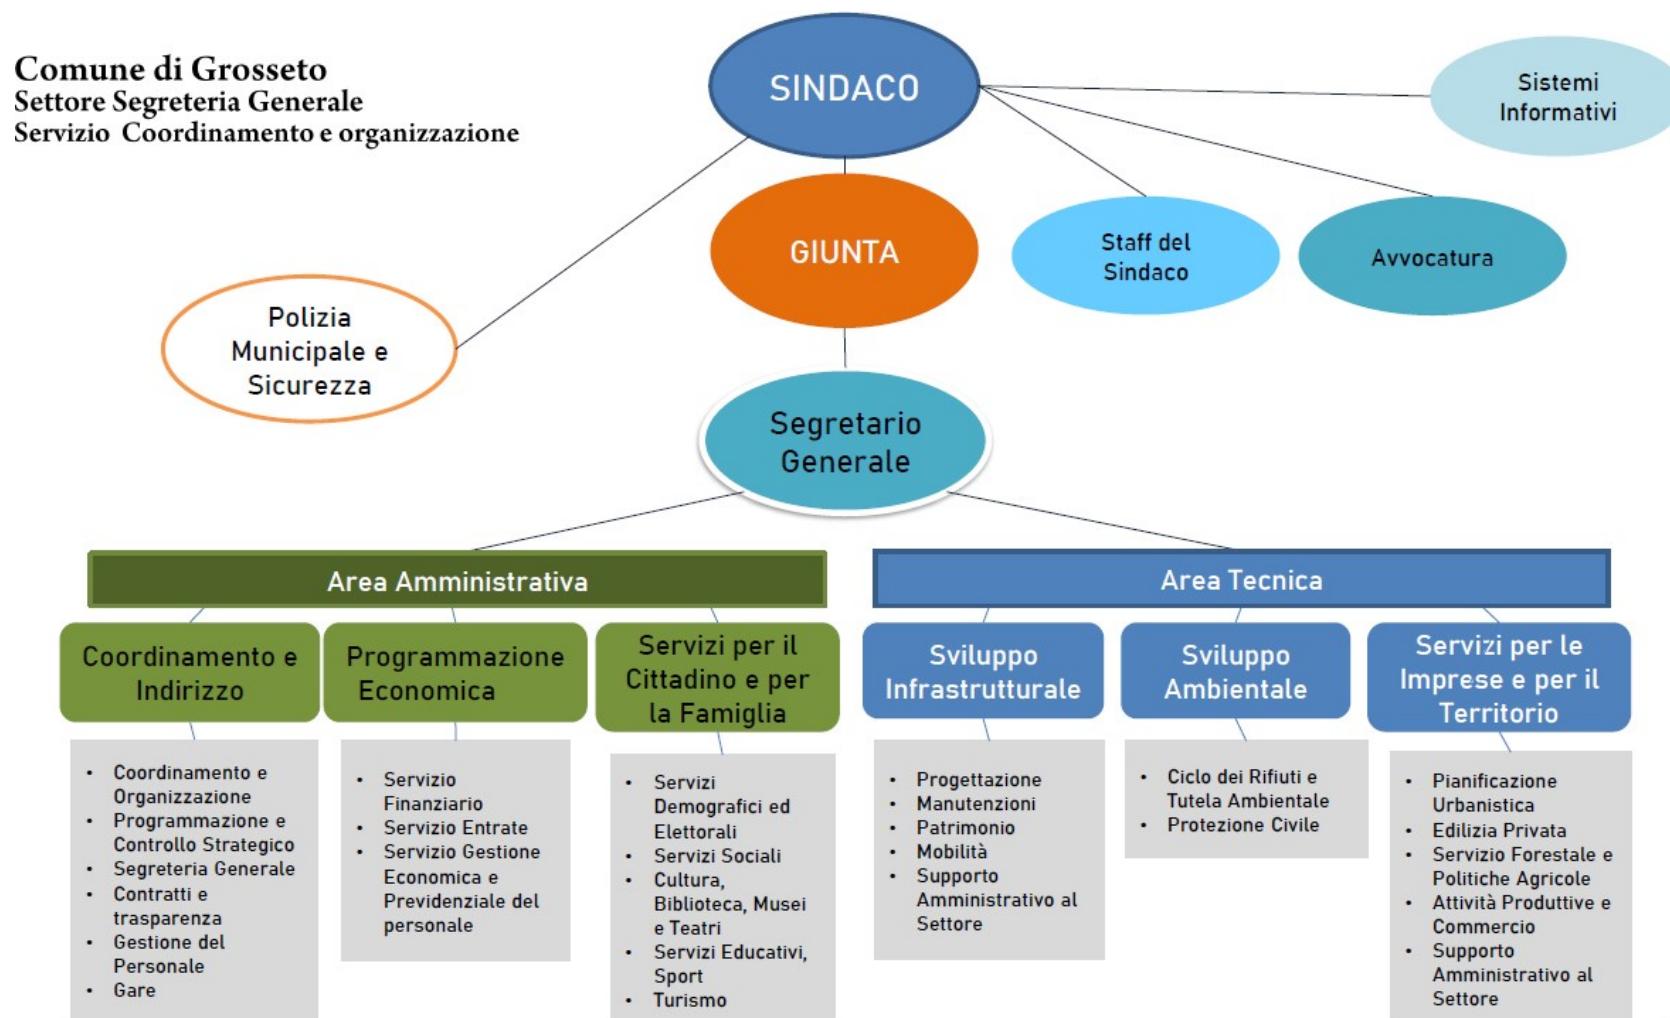 Comune di Grosseto
Settore Segreteria Generale
Servizio Coordinamento e organizzazione
SINDACO
Sistemi
Informativi
GIUNTA
Staff del
Sindaco
Avvocatura
Polizia
Municipale e
Sicurezza
Segretario
Generale
Area Amministrativa
Area Tecnica
Coordinamento e
Indirizzo
Programmazione
Economica
Servizi per il
Cittadino e per
la Famiglia
Sviluppo
Infrastrutturale
Sviluppo
Ambientale
Servizi per le
Imprese e per il
Territorio
• Coordinamento e
Organizzazione
• Programmazione e
Controllo Strategico
• Segreteria Generale
• Contratti e
trasparenza
• Gestione del
Personale
• Gare
• Servizio
Finanziario
• Servizio Entrate
• Servizio Gestione
Economica e
Previdenziale del
personale
• Servizi
Demografici ed
Elettorali
• Servizi Sociali
• Cultura,
Biblioteca, Musei
e Teatri
• Servizi Educativi,
Sport
• Turismo
• Progettazione
• Manutenzioni
• Patrimonio
• Mobilità
• Supporto
Amministrativo al
Settore
• Ciclo dei Rifiuti e
Tutela Ambientale
• Protezione Civile
• Pianificazione
Urbanistica
• Edilizia Privata
• Servizio Forestale e
Politiche Agricole
• Attività Produttive e
Commercio
• Supporto
Amministrativo al
Settore